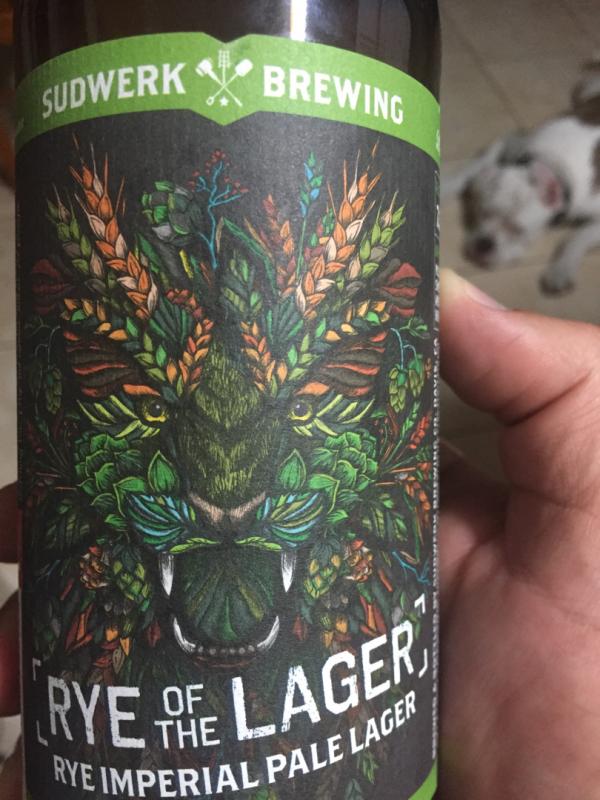 SUDWERK BREWING
RYE OF THE LAGER
RYE IMPERIAL PALE LAGER